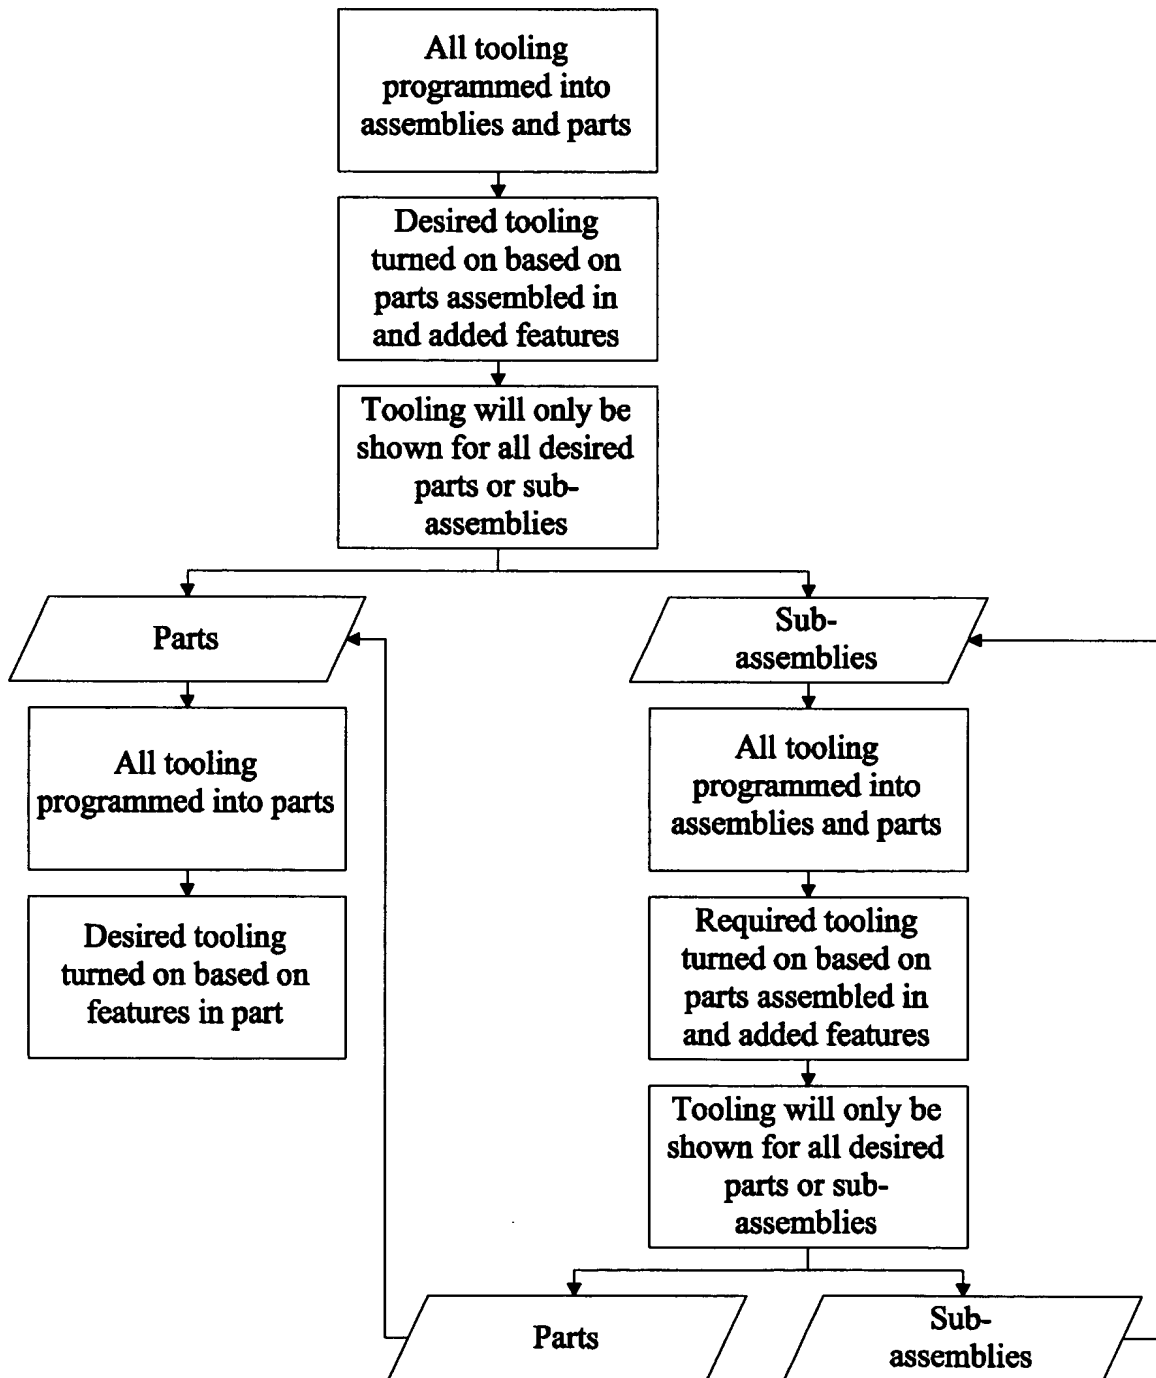 All tooling
programmed into
assemblies and parts
Desired tooling
turned on based on
parts assembled in
and added features
Tooling will only be
shown for all desired
parts or sub-
assemblies
Parts
Sub-
assemblies
All tooling
programmed into parts
Desired tooling
turned on based on
features in part
All tooling
programmed into
assemblies and parts
Required tooling
turned on based on
parts assembled in
and added features
Tooling will only be
shown for all desired
parts or sub-
assemblies
Parts
Sub-
assemblies